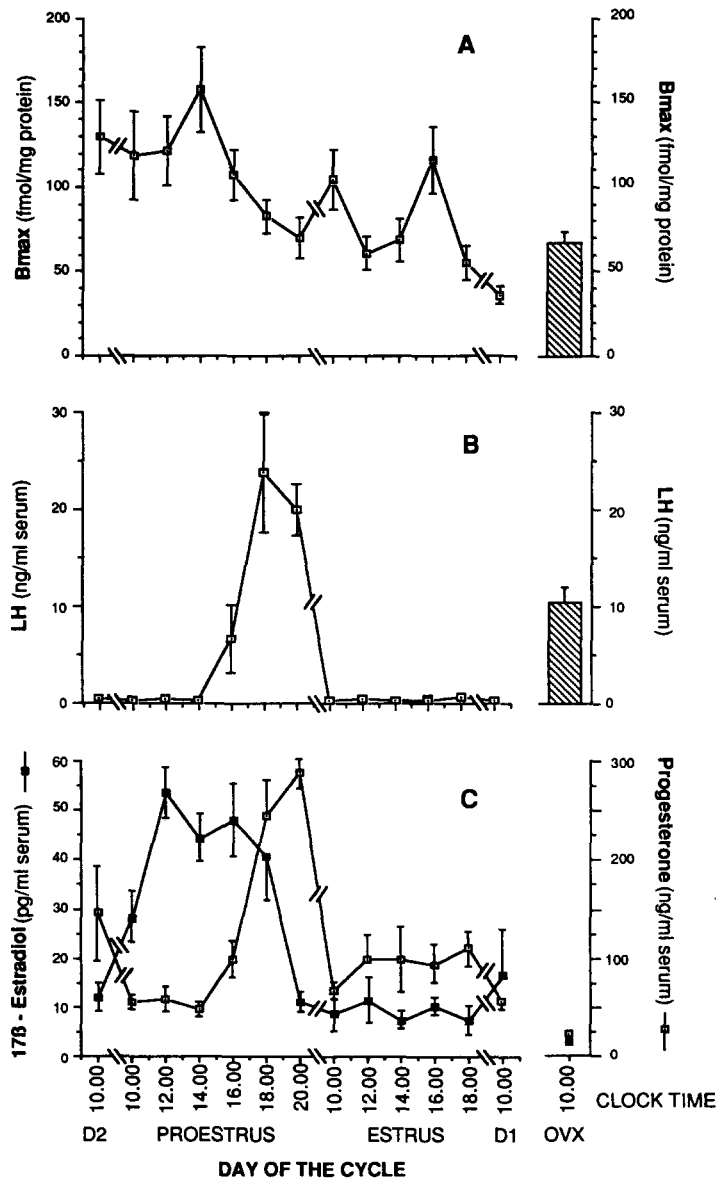 A
Bmax (fmol/mg protein)
200
150
100
50
0
200
150
100
50
0
Bmax (fmol/mg protein)
B
LH (ng/ml serum)
30
20
10
0
30
20
10
0
LH (ng/ml serum)
C
17ß - Estradiol (pg/ml serum)
60
50
40
30
20
10
0
300
200
100
0
Progesterone (ng/ml serum)
10.00 10.00 12.00 14.00 16.00 18.00 20.00 10.00 12.00 14.00 16.00 18.00 10.00 10.00 CLOCK TIME
D2 PROESTRUS ESTRUS D1 OVX
DAY OF THE CYCLE